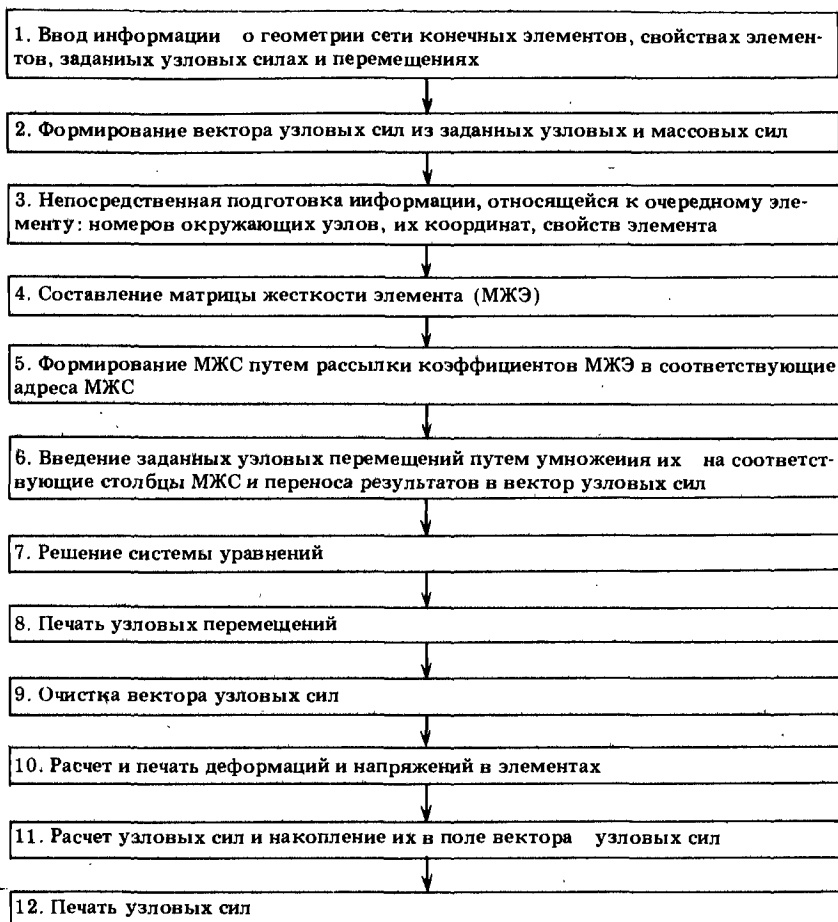 1. Ввод информации о геометрии сети конечных элементов, свойствах элемен-
тов, заданных узловых силах и перемещениях
2. Формирование вектора узловых сил из заданных узловых и массовых сил
3. Непосредственная подготовка ииформации, относящейся к очередному эле-
менту: номеров окружающих узлов, их координат, свойств элемента
4. Составление матрицы жесткости элемента (МЖЭ)
5. Формирование МЖС путем рассылки коэффициентов МЖЭ в соответствующие
адреса МЖС
6. Введение заданных узловых перемещений путем умножения их на соответст-
вующие столбцы МЖС и переноса результатов в вектор узловых сил
7. Решение системы уравнений
8. Печать узловых перемещений
9. Очистка вектора узловых сил
10. Расчет и печать деформаций и напряжений в элементах
11. Расчет узловых сил и накопление их в поле вектора узловых сил
12. Печать узловых сил